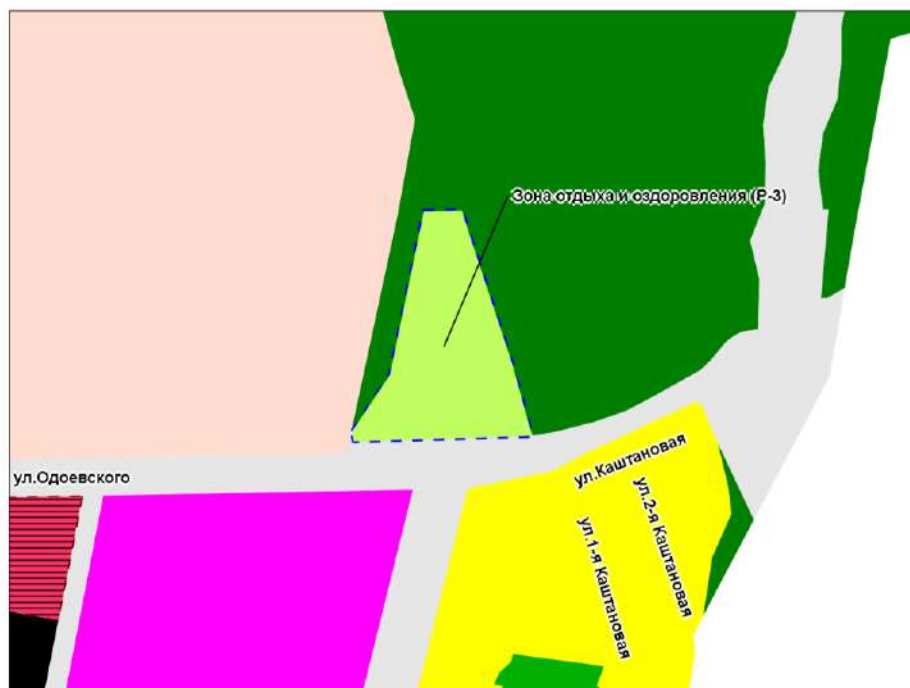 Зона отдыха и оздоровления (Р-3)
ул.Одоевского
ул.Каштановая
ул.2-я Каштановая
ул.1-я Каштановая